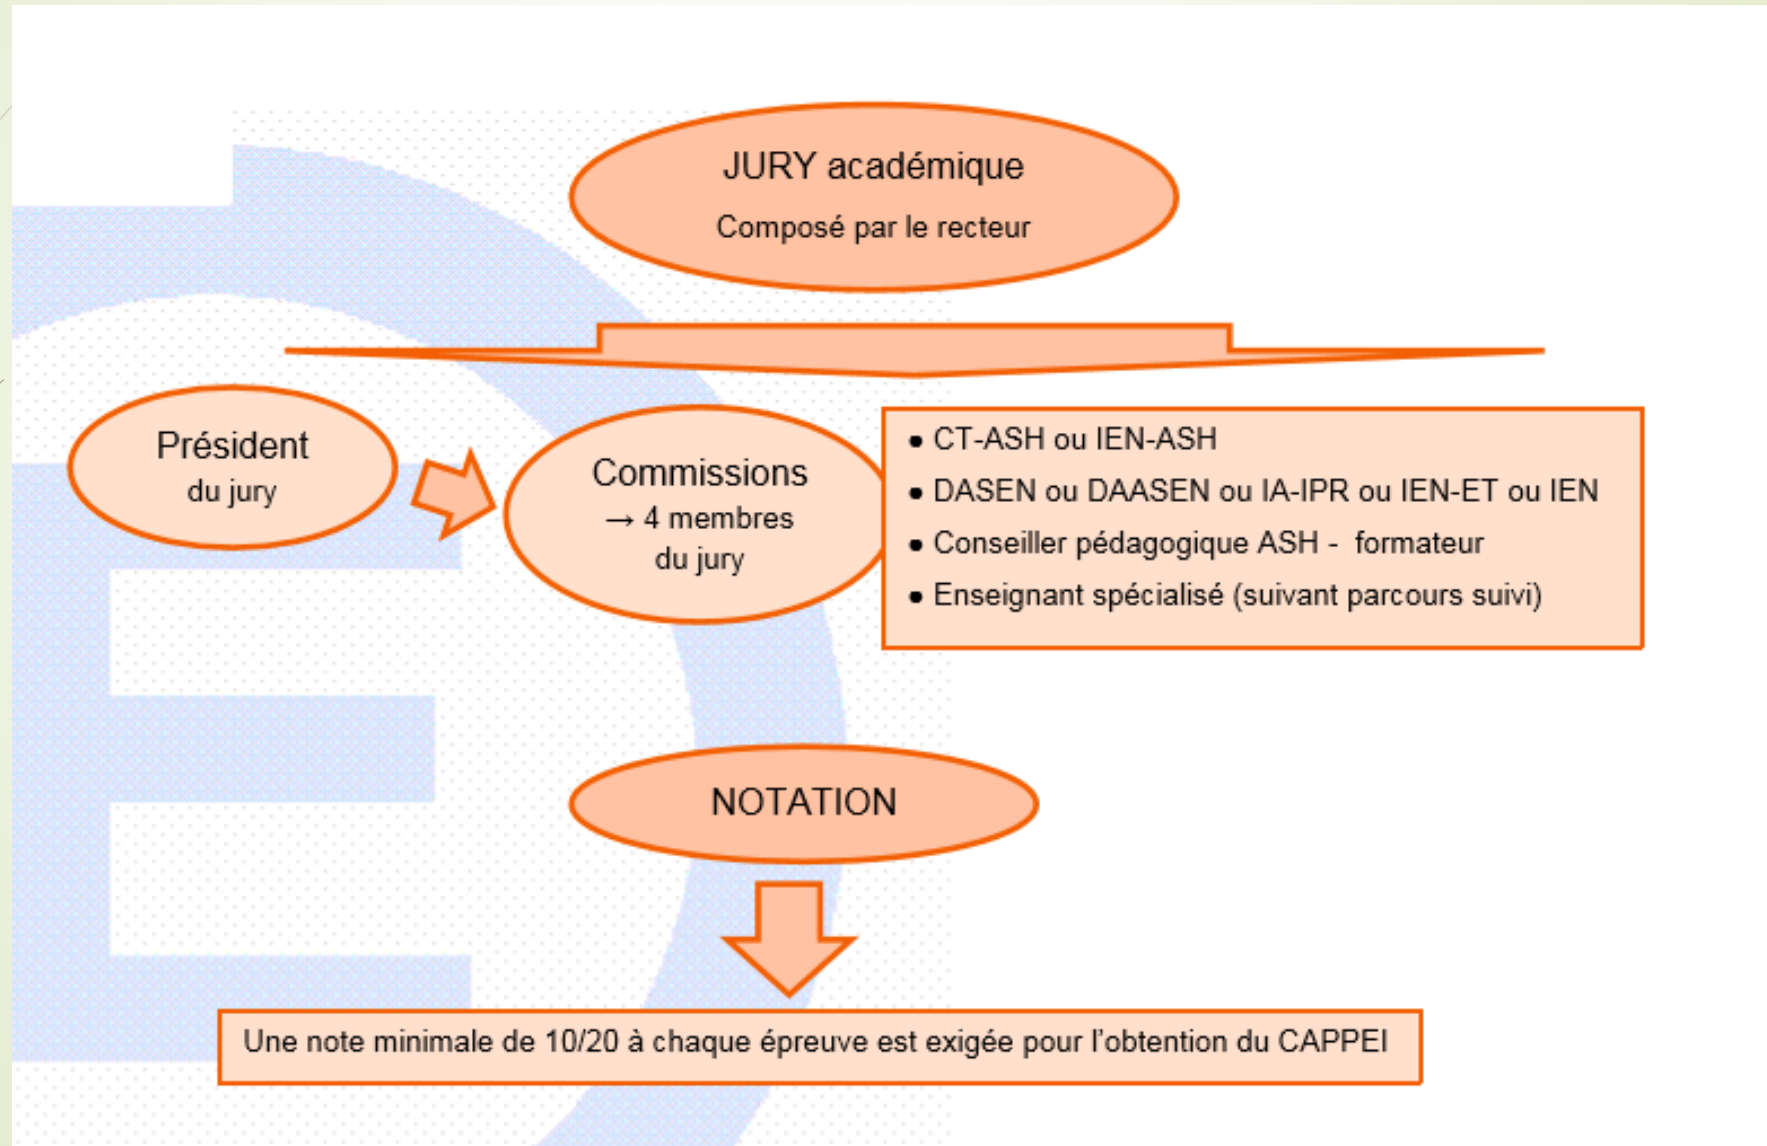 JURY académique
Composé par le recteur
Président
du jury
Commissions
→ 4 membres
du jury
● CT-ASH ou IEN-ASH
● DASEN ou DAASEN ou IA-IPR ou IEN-ET ou IEN
● Conseiller pédagogique ASH - formateur
● Enseignant spécialisé (suivant parcours suivi)
NOTATION
Une note minimale de 10/20 à chaque épreuve est exigée pour l'obtention du CAPPEI